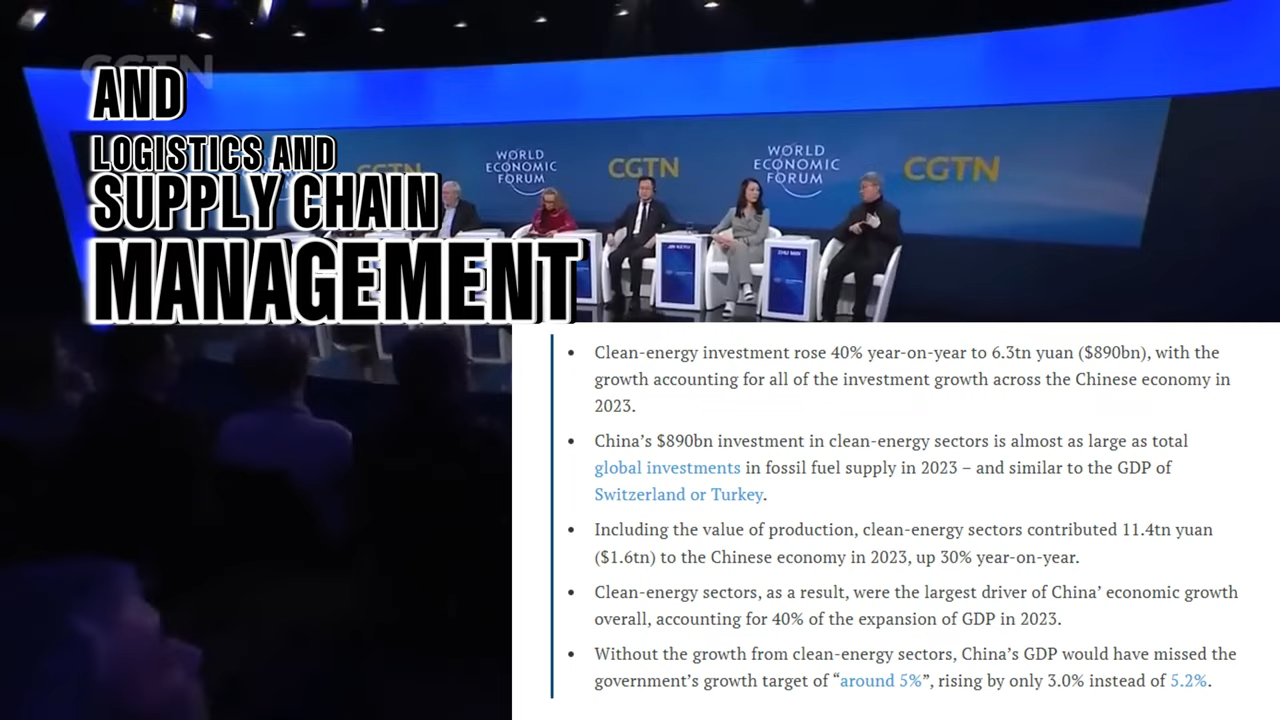 CGTN
AND
LOGISTICS AND
SUPPLY CHAIN
MANAGEMENT
CGTN
WORLD
ECONOMIC
FORUM
CGTN
WORLD
ECONOMIC
FORUM
CGTN
JIN KEYU
ZHU MIN
• Clean-energy investment rose 40% year-on-year to 6.3tn yuan ($890bn), with the
growth accounting for all of the investment growth across the Chinese economy in
2023.
• China’s $890bn investment in clean-energy sectors is almost as large as total
global investments in fossil fuel supply in 2023 – and similar to the GDP of
Switzerland or Turkey.
• Including the value of production, clean-energy sectors contributed 11.4tn yuan
($1.6tn) to the Chinese economy in 2023, up 30% year-on-year.
• Clean-energy sectors, as a result, were the largest driver of China’ economic growth
overall, accounting for 40% of the expansion of GDP in 2023.
• Without the growth from clean-energy sectors, China’s GDP would have missed the
government’s growth target of “around 5%”, rising by only 3.0% instead of 5.2%.